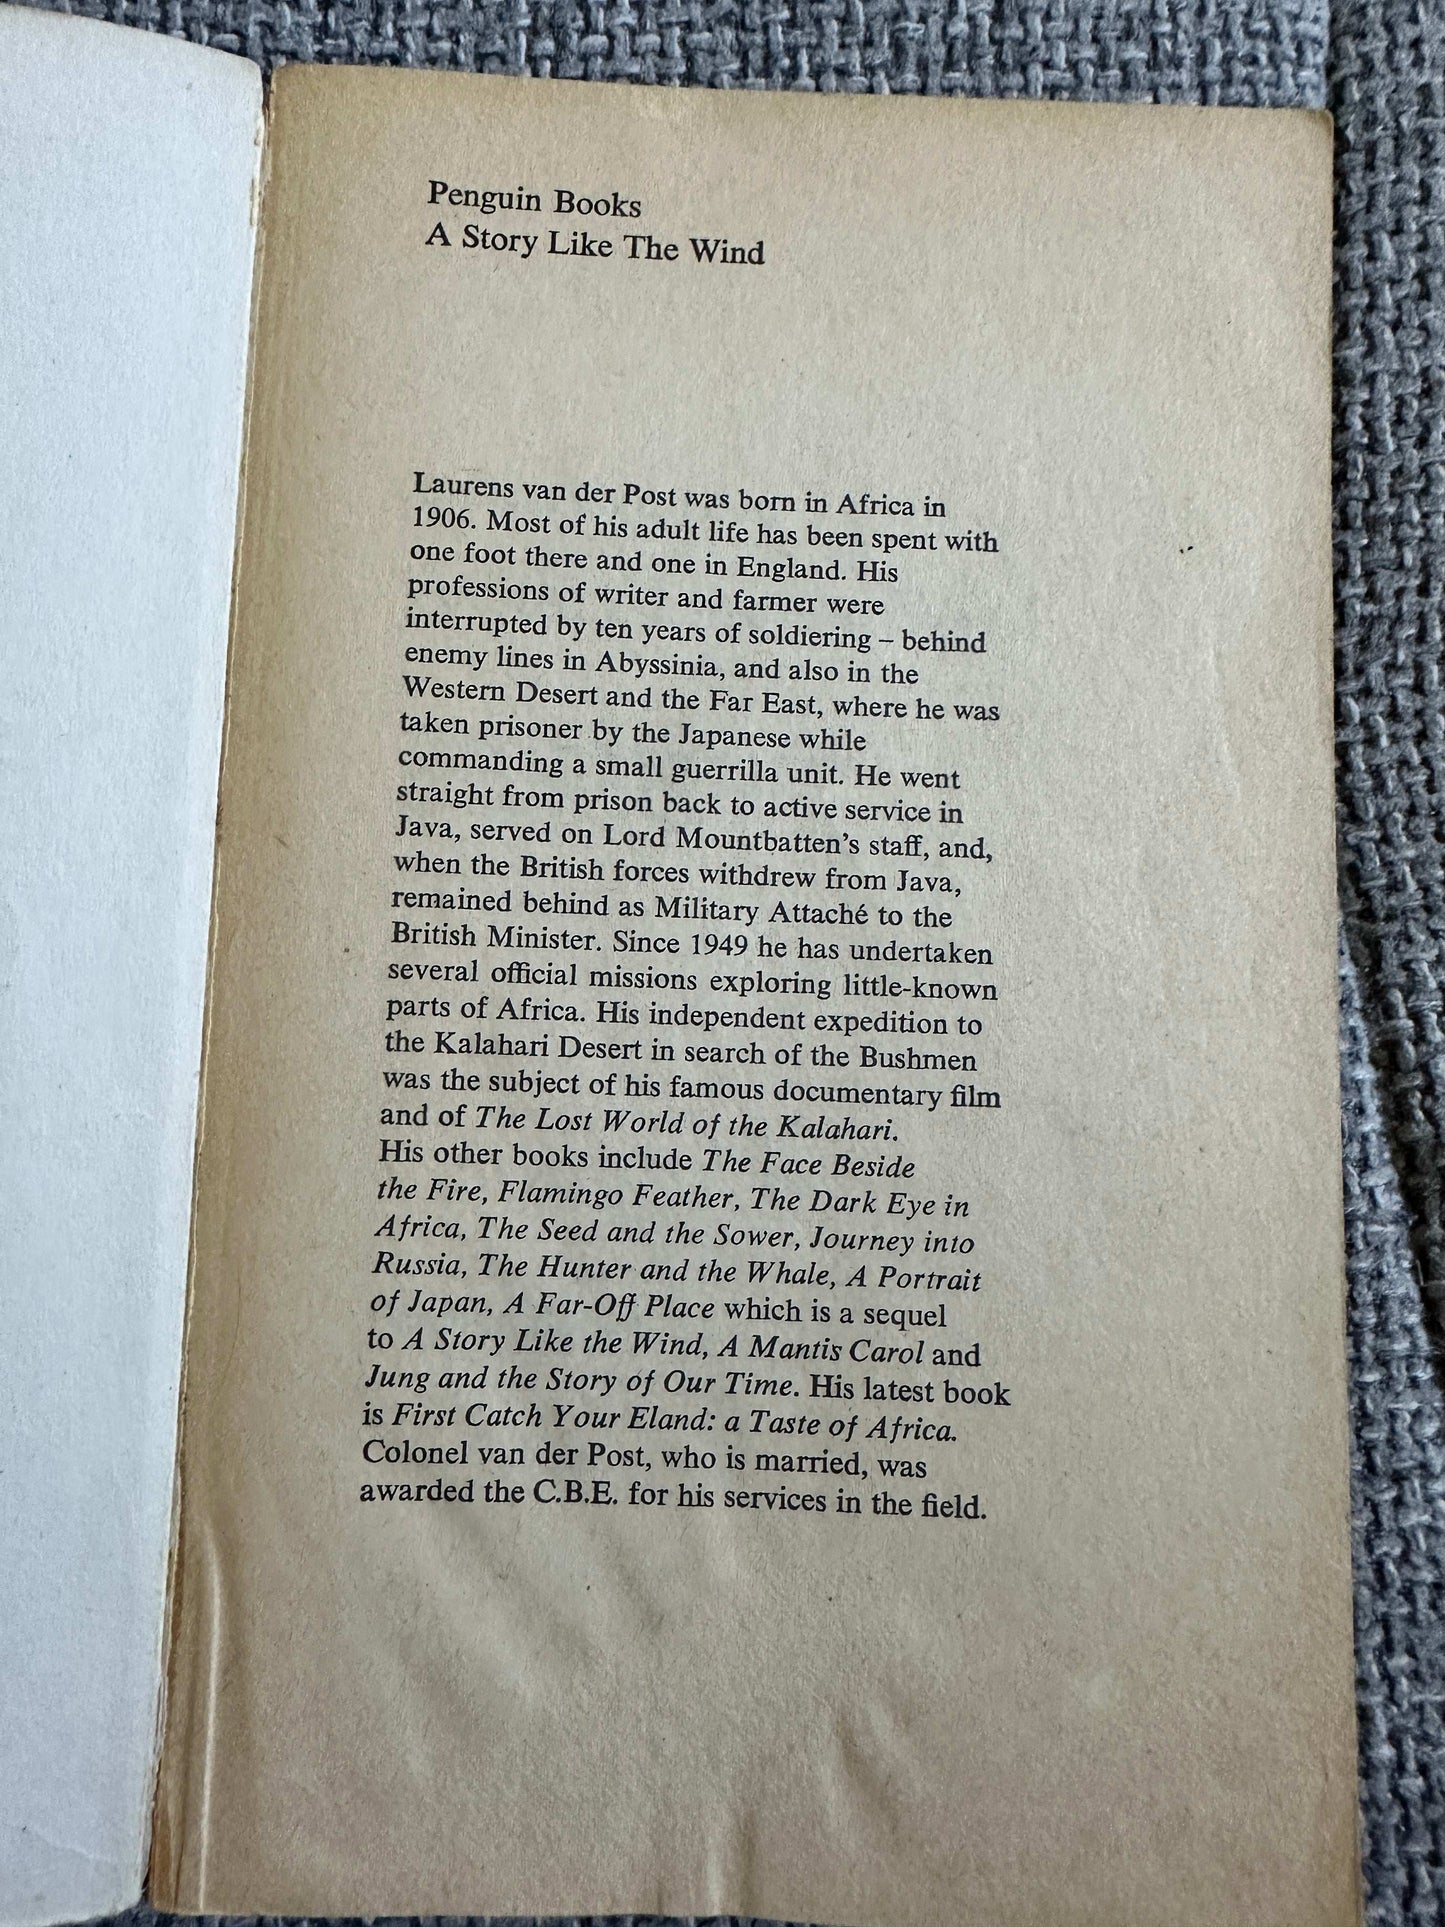 Penguin Books
A Story Like The Wind
Laurens van der Post was born in Africa in
1906. Most of his adult life has been spent with
one foot there and one in England. His
professions of writer and farmer were
interrupted by ten years of soldiering – behind
enemy lines in Abyssinia, and also in the
Western Desert and the Far East, where he was
taken prisoner by the Japanese while
commanding a small guerrilla unit. He went
straight from prison back to active service in
Java, served on Lord Mountbatten's staff, and,
when the British forces withdrew from Java,
remained behind as Military Attaché to the
British Minister. Since 1949 he has undertaken
several official missions exploring little-known
parts of Africa. His independent expedition to
the Kalahari Desert in search of the Bushmen
was the subject of his famous documentary film
and of The Lost World of the Kalahari.
His other books include The Face Beside
the Fire, Flamingo Feather, The Dark Eye in
Africa, The Seed and the Sower, Journey into
Russia, The Hunter and the Whale, A Portrait
of Japan, A Far-Off Place which is a sequel
to A Story Like the Wind, A Mantis Carol and
Jung and the Story of Our Time. His latest book
is First Catch Your Eland: a Taste of Africa.
Colonel van der Post, who is married, was
awarded the C.B.E. for his services in the field.